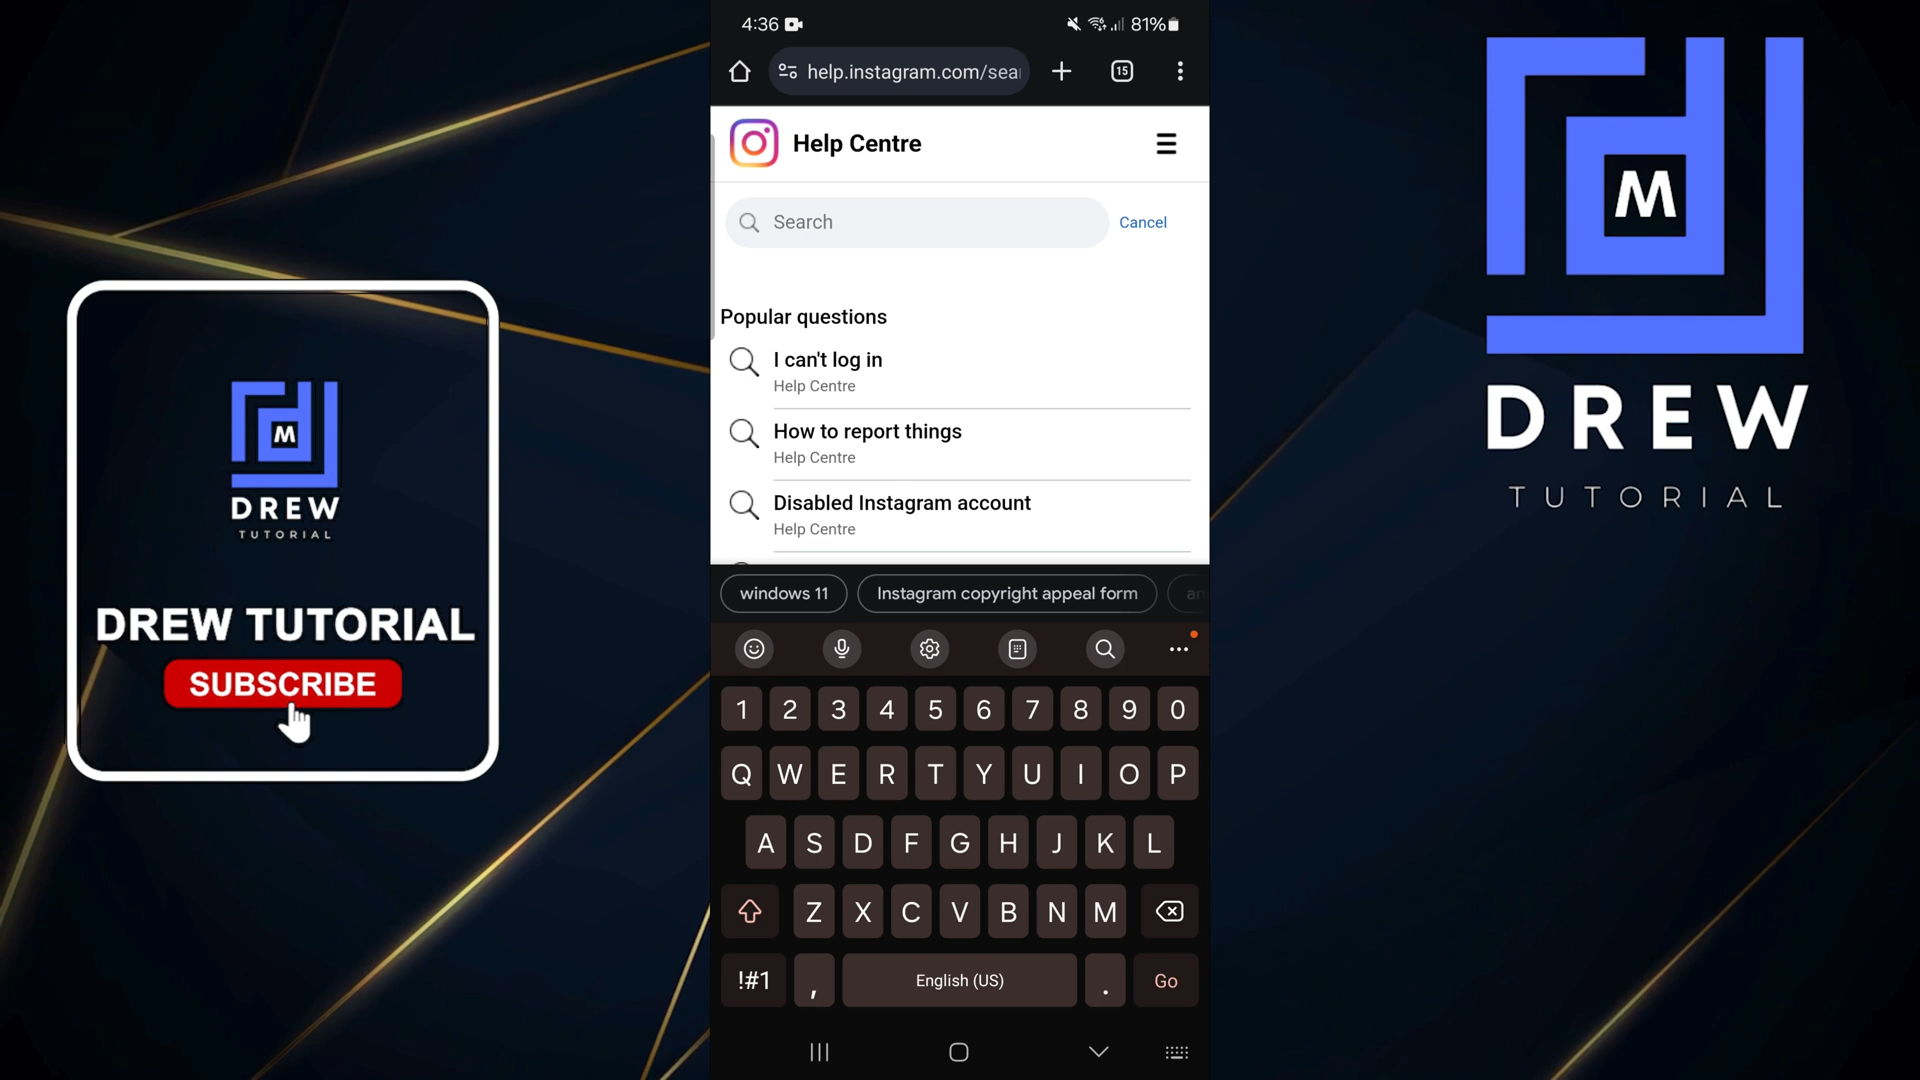 4:36
81%
help.instagram.com/sea
15
Help Centre
Search
Cancel
Popular questions
I can't log in
Help Centre
How to report things
Help Centre
Disabled Instagram account
Help Centre
windows 11
Instagram copyright appeal form
an
1 2 3 4 5 6 7 8 9 0
Q W E R T Y U I O P
A S D F G H J K L
Z X C V B N M
!#1 , English (US) . Go
M
DREW
TUTORIAL
DREW TUTORIAL
SUBSCRIBE
M
DREW
TUTORIAL